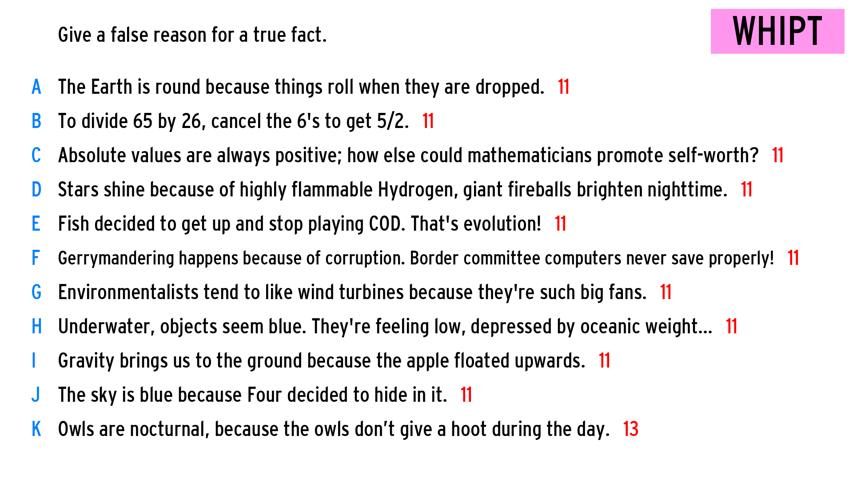 Give a false reason for a true fact.
WHIPT
A The Earth is round because things roll when they are dropped. 11
B To divide 65 by 26, cancel the 6's to get 5/2. 11
C Absolute values are always positive; how else could mathematicians promote self-worth? 11
D Stars shine because of highly flammable Hydrogen, giant fireballs brighten nighttime. 11
E Fish decided to get up and stop playing COD. That's evolution! 11
F Gerrymandering happens because of corruption. Border committee computers never save properly! 11
G Environmentalists tend to like wind turbines because they're such big fans. 11
H Underwater, objects seem blue. They're feeling low, depressed by oceanic weight... 11
I Gravity brings us to the ground because the apple floated upwards. 11
J The sky is blue because Four decided to hide in it. 11
K Owls are nocturnal, because the owls don’t give a hoot during the day. 13